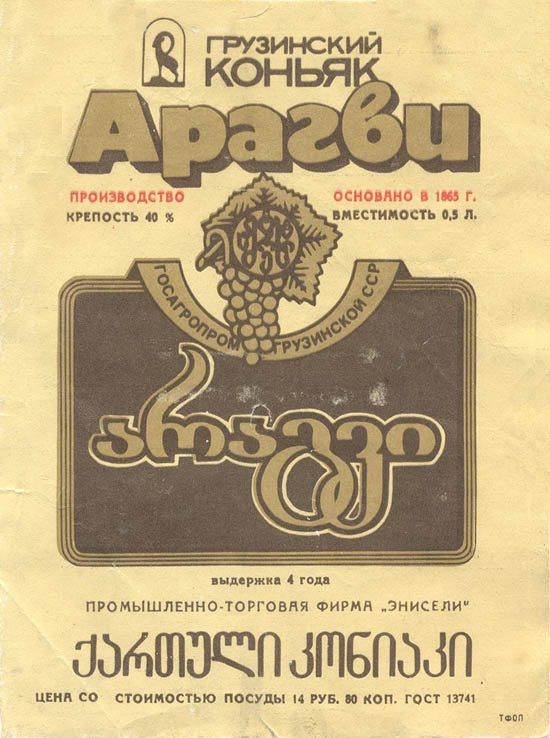 ГРУЗИНСКИЙ
КОНЬЯК
Арагви
ПРОИЗВОДСТВО ОСНОВАНО В 1865 Г.
КРЕПОСТЬ 40 % ВМЕСТИМОСТЬ 0,5 Л.
ГОСАГРОПРОМ ГРУЗИНСКОЙ ССР
არაგვი
выдержка 4 года
ПРОМЫШЛЕННО-ТОРГОВАЯ ФИРМА „ЭНИСЕЛИ"
ქართული კონიაკი
ЦЕНА СО СТОИМОСТЬЮ ПОСУДЫ 14 РУБ. 80 КОП. ГОСТ 13741
ТФОП